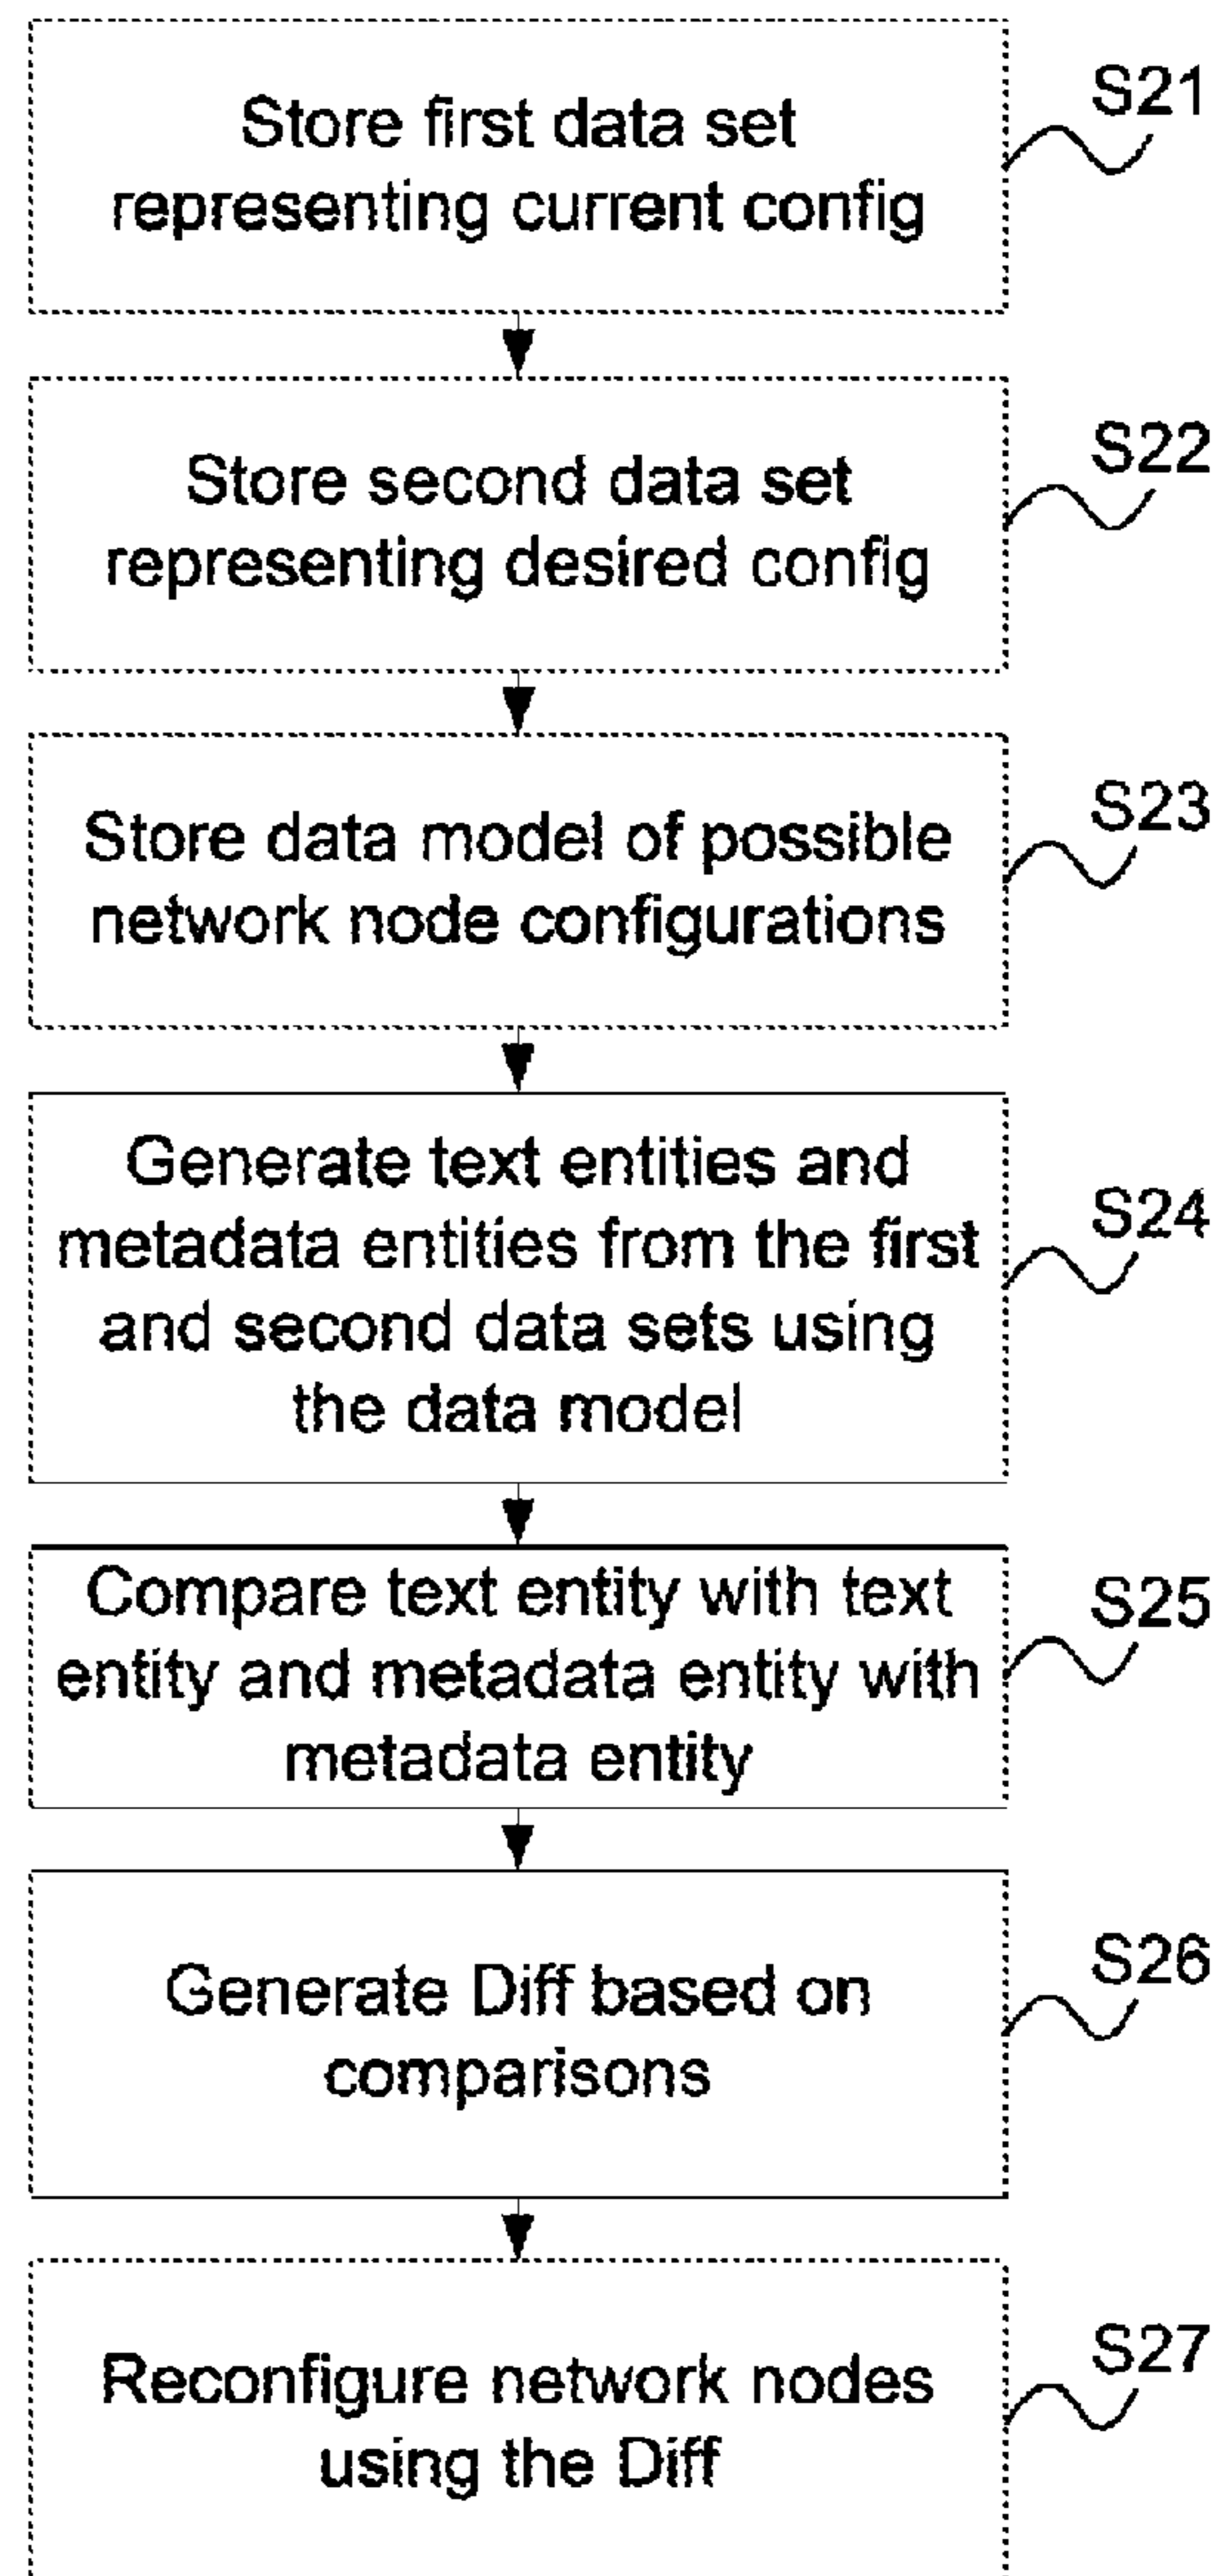 Store first data set
representing current config
S21
Store second data set
representing desired config
S22
Store data model of possible
network node configurations
S23
Generate text entities and
metadata entities from the first
and second data sets using
the data model
S24
Compare text entity with text
entity and metadata entity with
metadata entity
S25
Generate Diff based on
comparisons
S26
Reconfigure network nodes
using the Diff
S27